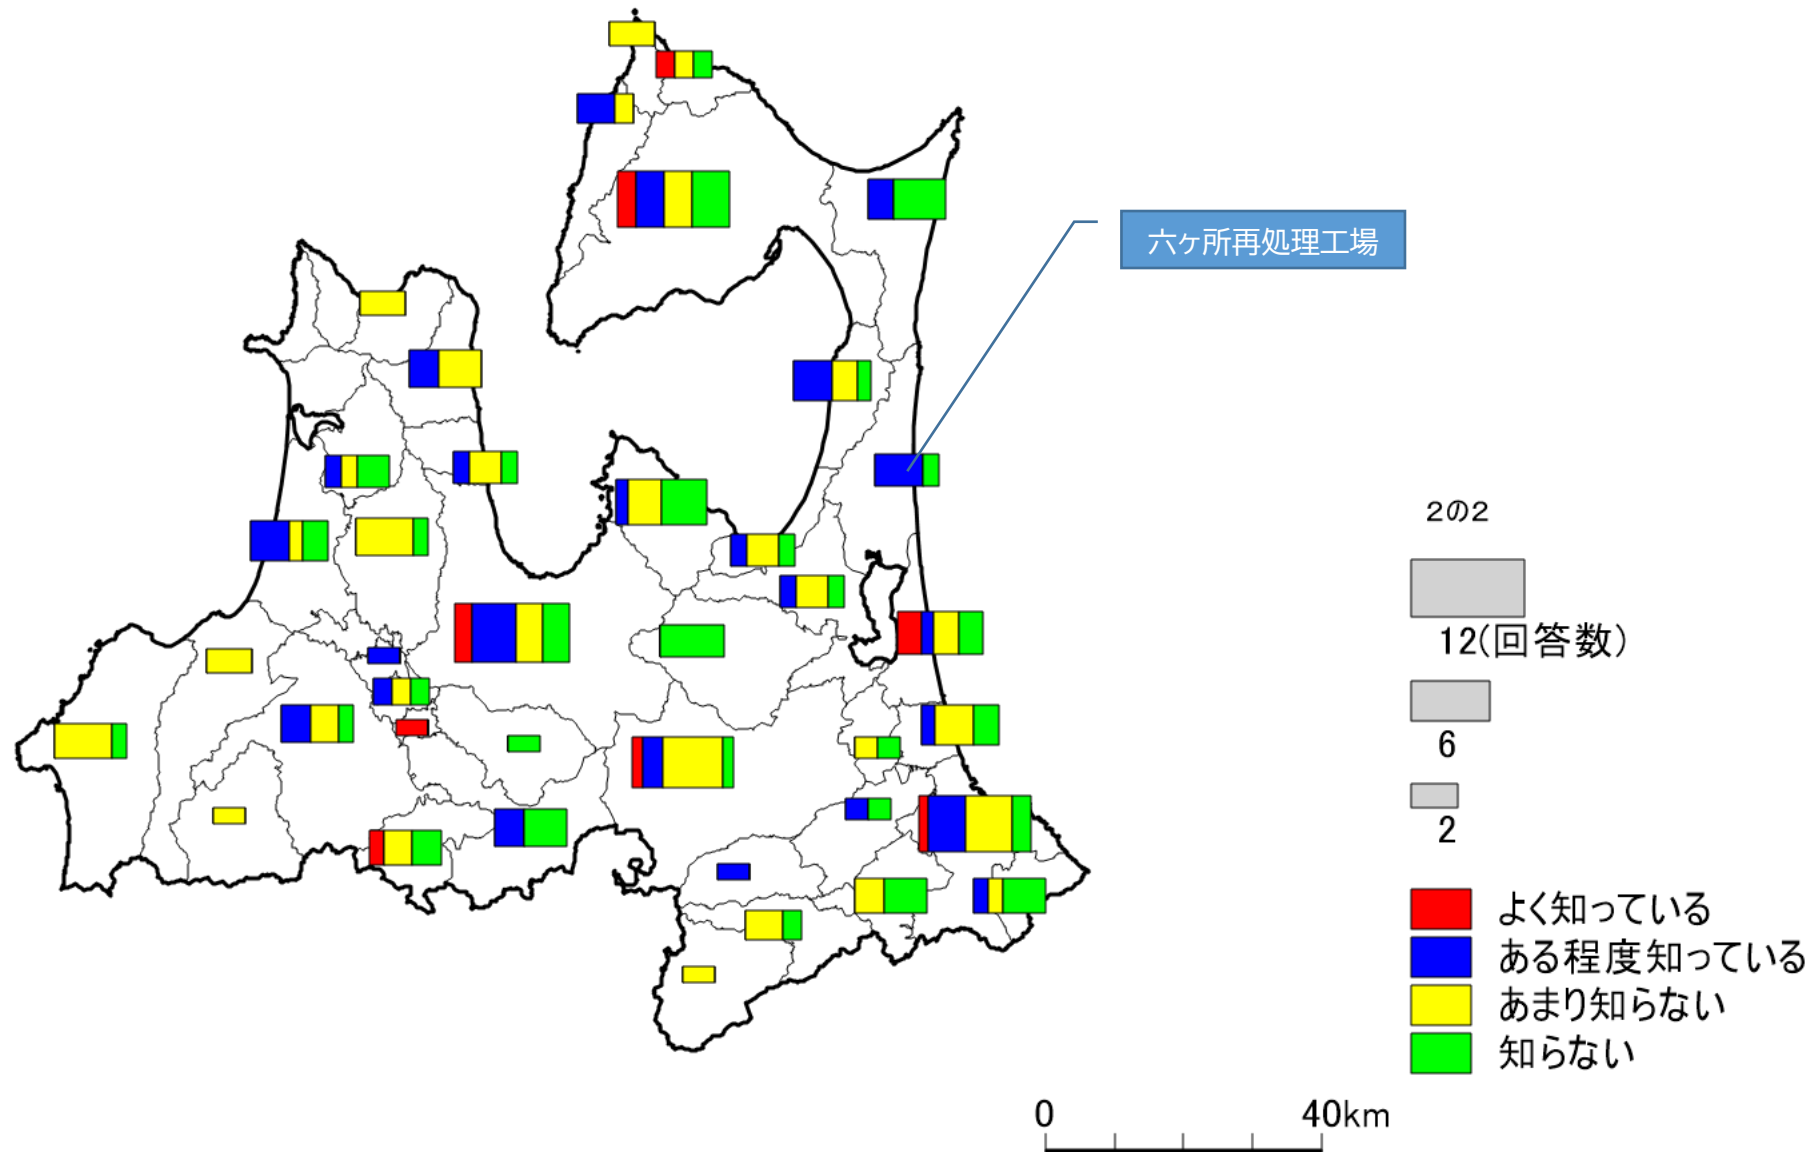 六ヶ所再処理工場
2の2
12(回答数)
6
2
よく知っている
ある程度知っている
あまり知らない
知らない
0 40km